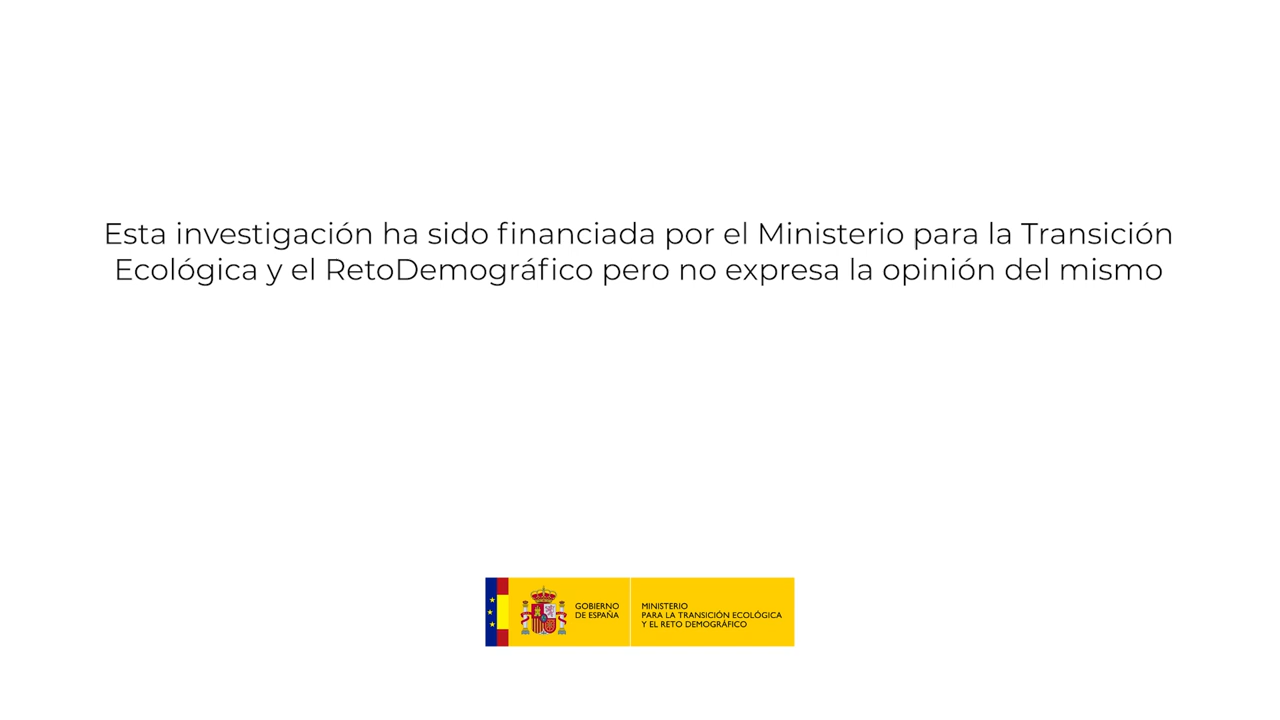 Esta investigación ha sido financiada por el Ministerio para la Transición
Ecológica y el RetoDemográfico pero no expresa la opinión del mismo
GOBIERNO
DE ESPAÑA
MINISTERIO
PARA LA TRANSICIÓN ECOLÓGICA
Y EL RETO DEMOGRÁFICO